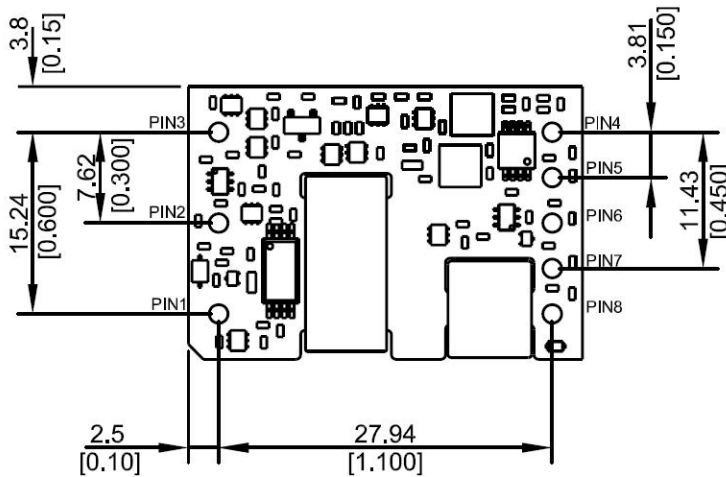 3.8
[0.15]
3.81
[0.150]
PIN3
PIN4
7.62
[0.300]
PIN5
15.24
[0.600]
11.43
[0.450]
PIN2
PIN6
PIN7
PIN1
PIN8
2.5
[0.10]
27.94
[1.100]